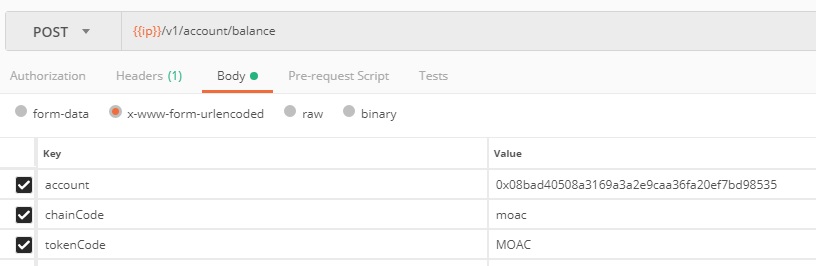 POST {{ip}}/v1/account/balance
Authorization Headers (1) Body Pre-request Script Tests
form-data x-www-form-urlencoded raw binary
Key Value
account 0x08bad40508a3169a3a2e9caa36fa20ef7bd98535
chainCode moac
tokenCode MOAC